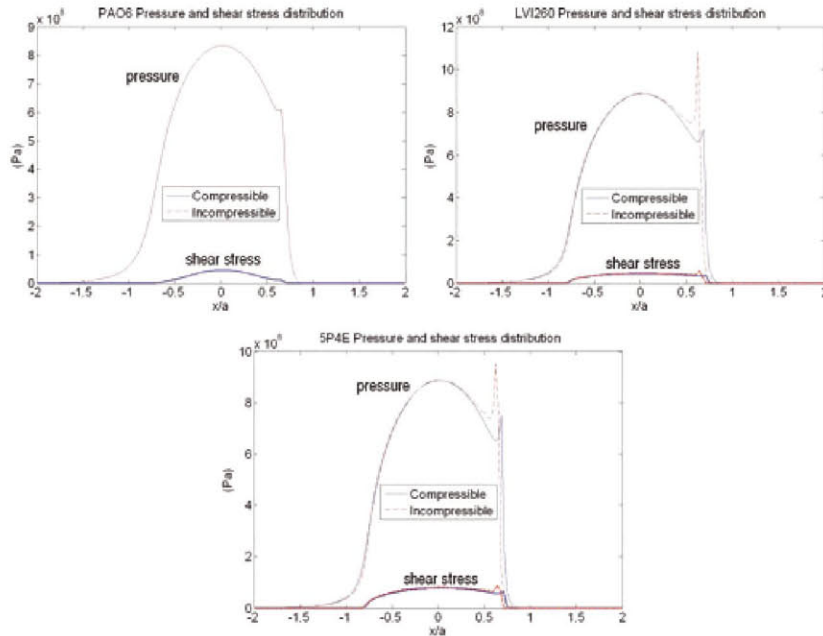 PAO6 Pressure and shear stress distribution
x 10⁸
9
8
7
6
5
4
3
2
1
0
(Pa)
pressure
Compressible
Incompressible
shear stress
-2 -1.5 -1 -0.5 0 0.5 1 1.5 2
x/a
LVI260 Pressure and shear stress distribution
x 10⁸
12
10
8
6
4
2
0
(Pa)
pressure
Compressible
Incompressible
shear stress
-2 -1.5 -1 -0.5 0 0.5 1 1.5 2
x/a
5P4E Pressure and shear stress distribution
x 10⁸
10
8
6
4
2
0
(Pa)
pressure
Compressible
Incompressible
shear stress
-2 -1.5 -1 -0.5 0 0.5 1 1.5 2
x/a